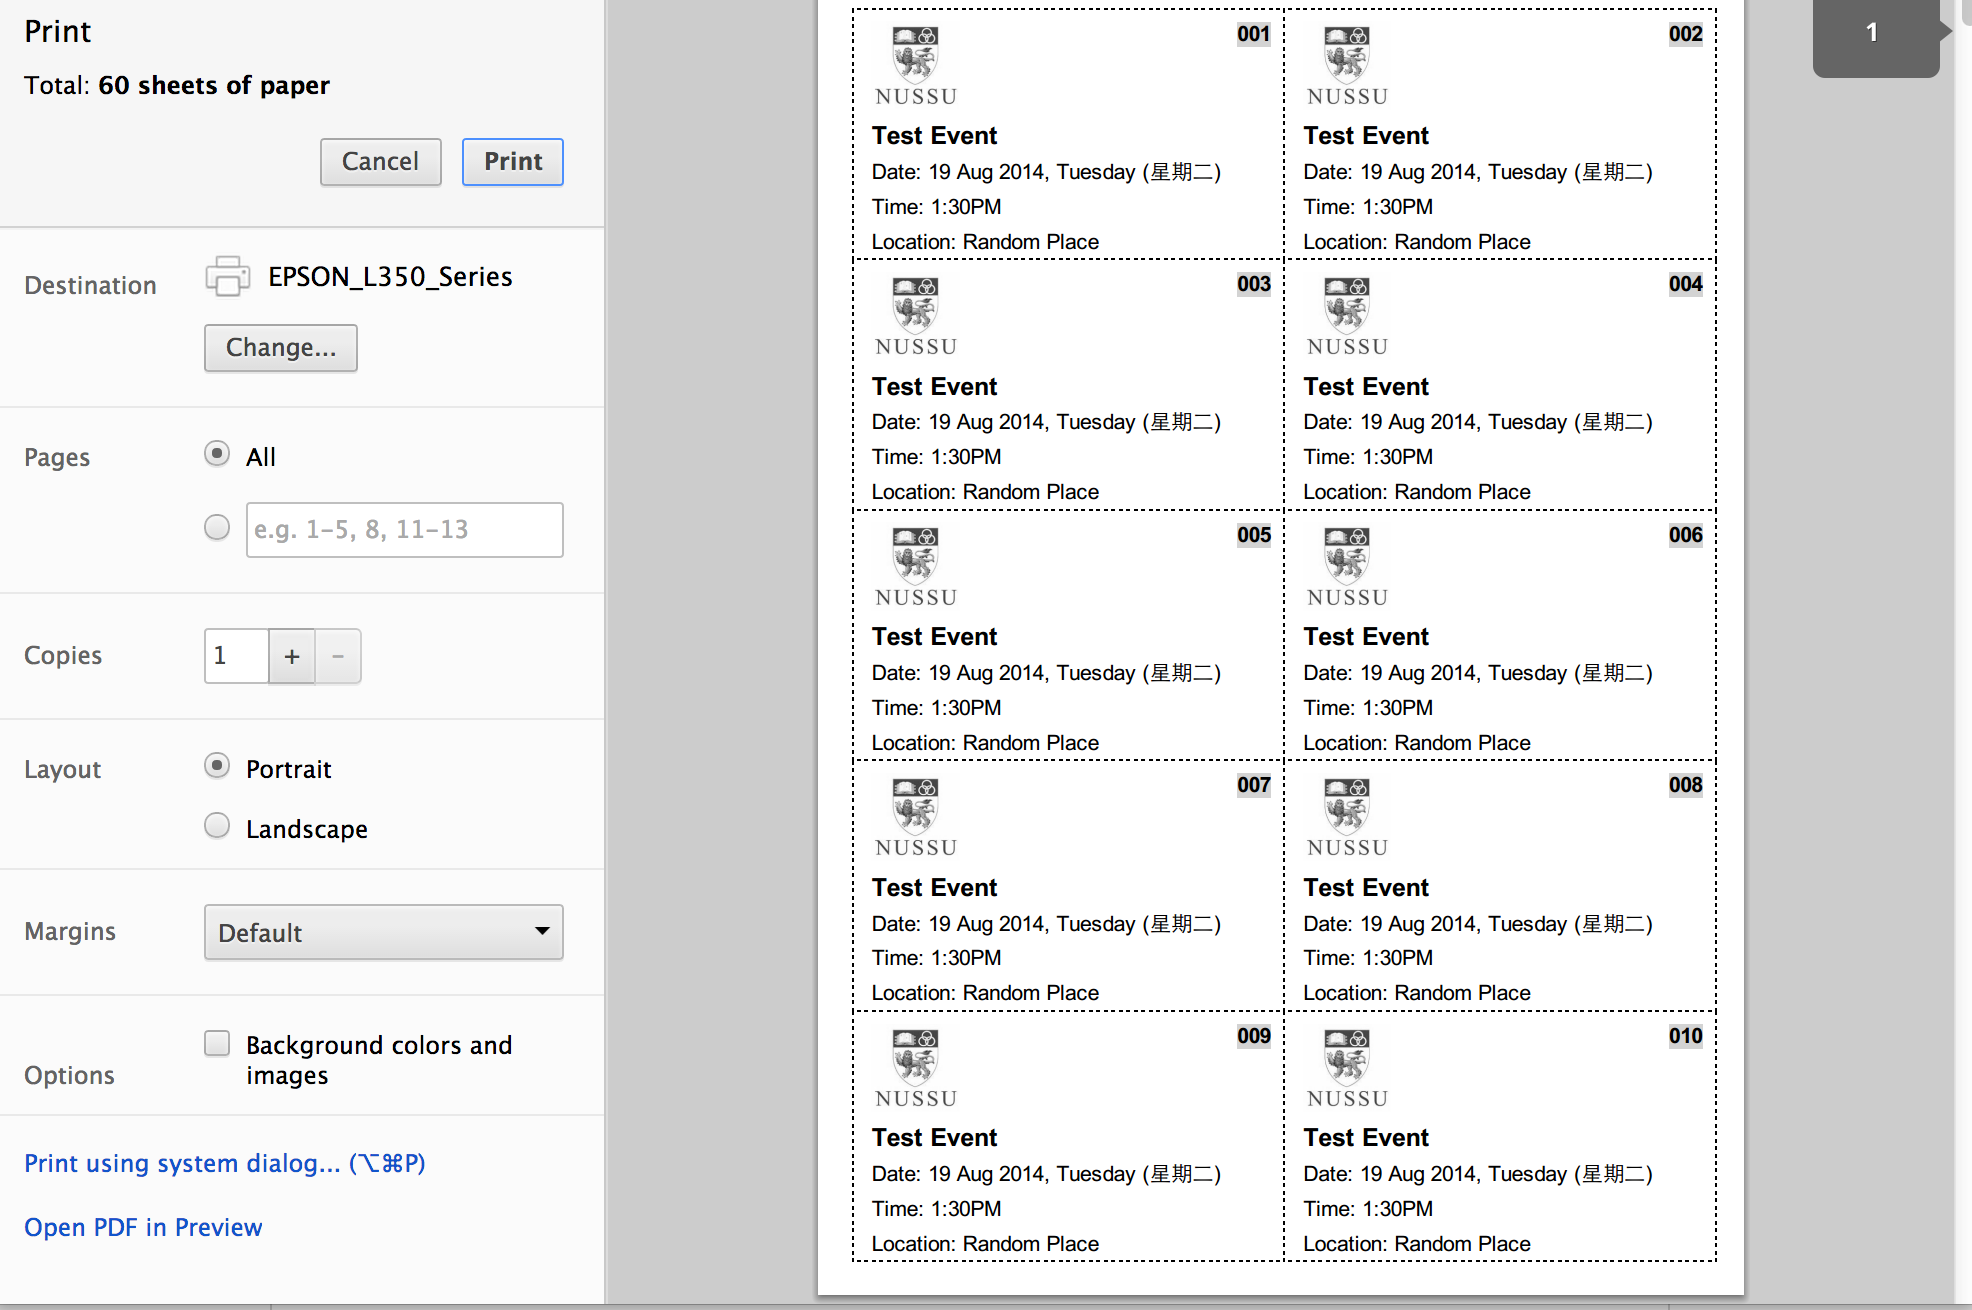 Print
Total: 60 sheets of paper
Cancel
Print
Destination
EPSON_L350_Series
Change...
Pages
All
e.g. 1-5, 8, 11-13
Copies
1
+
-
Layout
Portrait
Landscape
Margins
Default
Options
Background colors and
images
Print using system dialog... (⌥⌘P)
Open PDF in Preview
001
NUSSU
Test Event
Date: 19 Aug 2014, Tuesday (星期二)
Time: 1:30PM
Location: Random Place
002
NUSSU
Test Event
Date: 19 Aug 2014, Tuesday (星期二)
Time: 1:30PM
Location: Random Place
003
NUSSU
Test Event
Date: 19 Aug 2014, Tuesday (星期二)
Time: 1:30PM
Location: Random Place
004
NUSSU
Test Event
Date: 19 Aug 2014, Tuesday (星期二)
Time: 1:30PM
Location: Random Place
005
NUSSU
Test Event
Date: 19 Aug 2014, Tuesday (星期二)
Time: 1:30PM
Location: Random Place
006
NUSSU
Test Event
Date: 19 Aug 2014, Tuesday (星期二)
Time: 1:30PM
Location: Random Place
007
NUSSU
Test Event
Date: 19 Aug 2014, Tuesday (星期二)
Time: 1:30PM
Location: Random Place
008
NUSSU
Test Event
Date: 19 Aug 2014, Tuesday (星期二)
Time: 1:30PM
Location: Random Place
009
NUSSU
Test Event
Date: 19 Aug 2014, Tuesday (星期二)
Time: 1:30PM
Location: Random Place
010
NUSSU
Test Event
Date: 19 Aug 2014, Tuesday (星期二)
Time: 1:30PM
Location: Random Place
1